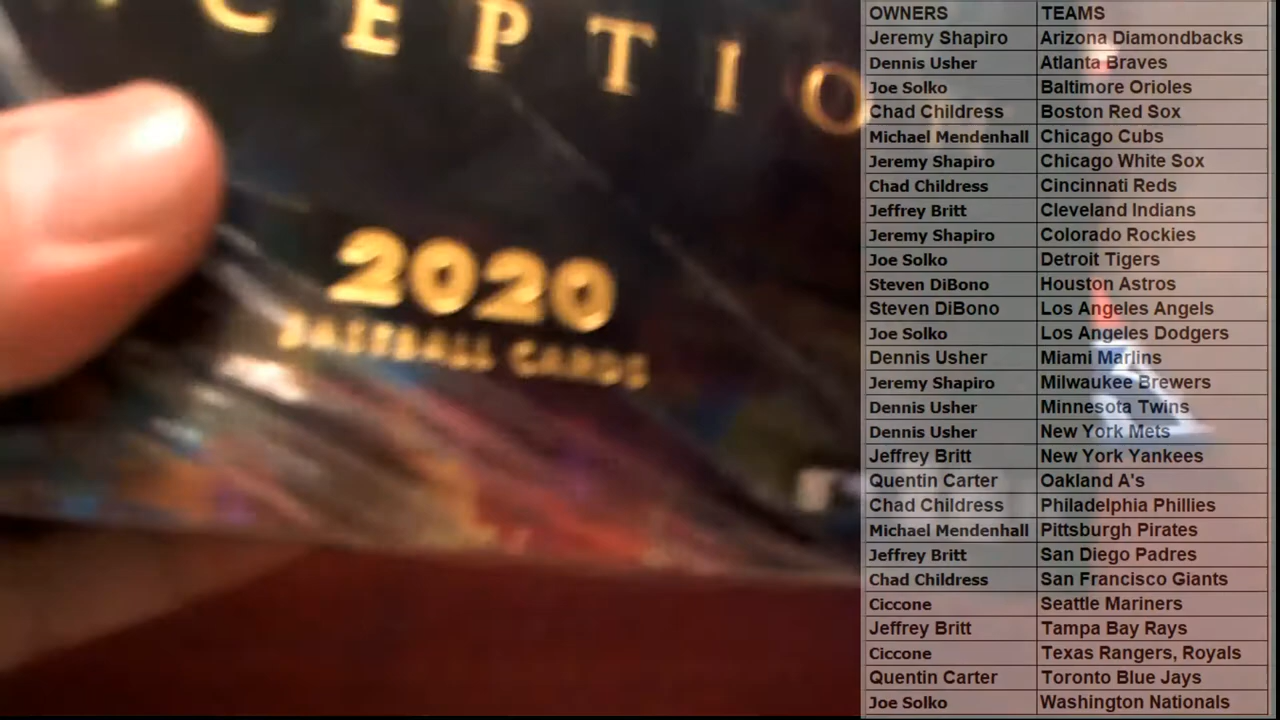 CEPTIO
2020
BASEBALL CARDS
OWNERS TEAMS
Jeremy Shapiro Arizona Diamondbacks
Dennis Usher Atlanta Braves
Joe Solko Baltimore Orioles
Chad Childress Boston Red Sox
Michael Mendenhall Chicago Cubs
Jeremy Shapiro Chicago White Sox
Chad Childress Cincinnati Reds
Jeffrey Britt Cleveland Indians
Jeremy Shapiro Colorado Rockies
Joe Solko Detroit Tigers
Steven DiBono Houston Astros
Steven DiBono Los Angeles Angels
Joe Solko Los Angeles Dodgers
Dennis Usher Miami Marlins
Jeremy Shapiro Milwaukee Brewers
Dennis Usher Minnesota Twins
Dennis Usher New York Mets
Jeffrey Britt New York Yankees
Quentin Carter Oakland A's
Chad Childress Philadelphia Phillies
Michael Mendenhall Pittsburgh Pirates
Jeffrey Britt San Diego Padres
Chad Childress San Francisco Giants
Ciccone Seattle Mariners
Jeffrey Britt Tampa Bay Rays
Ciccone Texas Rangers, Royals
Quentin Carter Toronto Blue Jays
Joe Solko Washington Nationals